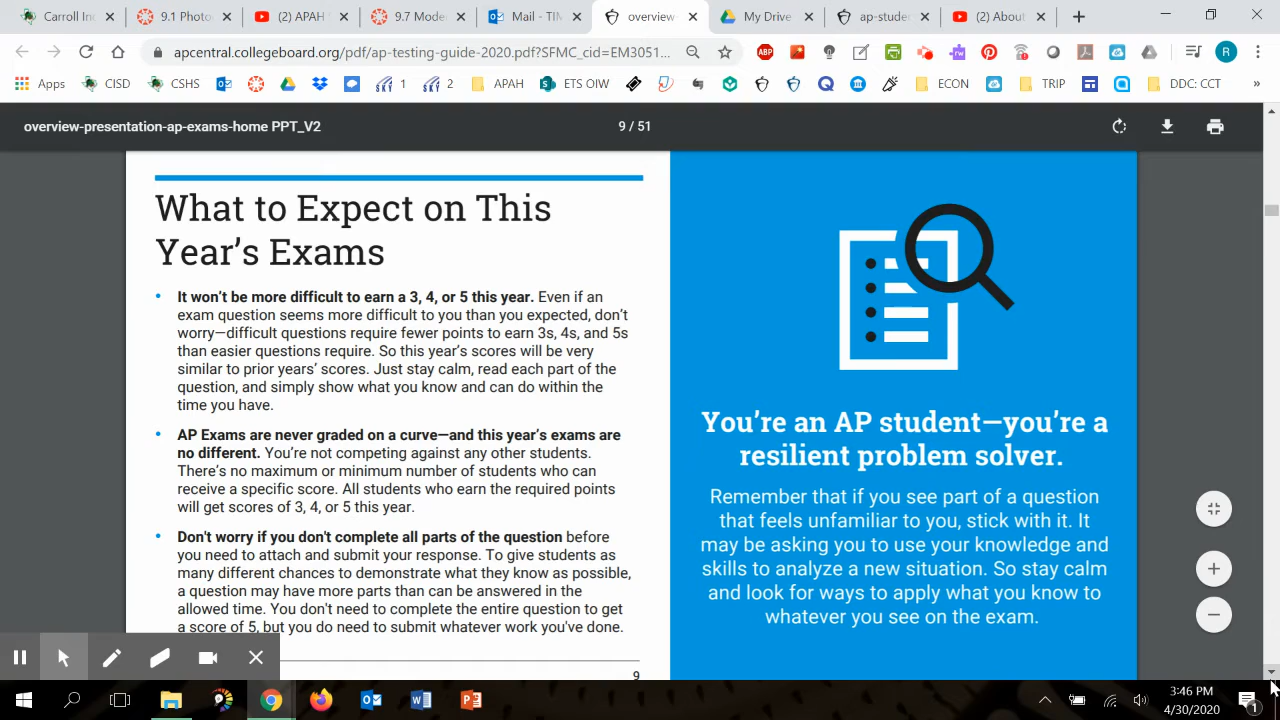 Carroll Inc
9.1 Photo
(2) APAH S
9.7 Mode
Mail - TIM
overview
My Drive
ap-studen
(2) About
apcentral.collegeboard.org/pdf/ap-testing-guide-2020.pdf?SFMC_cid=EM3051...
ABP
rw
R
Apps
CISD
CSHS
1
2
APAH
ETS OIW
ECON
TRIP
DDC: CCT
»
overview-presentation-ap-exams-home PPT_V2
9 / 51
What to Expect on This
Year's Exams
• It won't be more difficult to earn a 3, 4, or 5 this year. Even if an
exam question seems more difficult to you than you expected, don't
worry—difficult questions require fewer points to earn 3s, 4s, and 5s
than easier questions require. So this year's scores will be very
similar to prior years' scores. Just stay calm, read each part of the
question, and simply show what you know and can do within the
time you have.
• AP Exams are never graded on a curve—and this year's exams are
no different. You're not competing against any other students.
There's no maximum or minimum number of students who can
receive a specific score. All students who earn the required points
will get scores of 3, 4, or 5 this year.
• Don't worry if you don't complete all parts of the question before
you need to attach and submit your response. To give students as
many different chances to demonstrate what they know as possible,
a question may have more parts than can be answered in the
allowed time. You don't need to complete the entire question to get
a score of 5, but you do need to submit whatever work you've done.
9
You're an AP student—you're a
resilient problem solver.
Remember that if you see part of a question
that feels unfamiliar to you, stick with it. It
may be asking you to use your knowledge and
skills to analyze a new situation. So stay calm
and look for ways to apply what you know to
whatever you see on the exam.
3:46 PM
4/30/2020
1